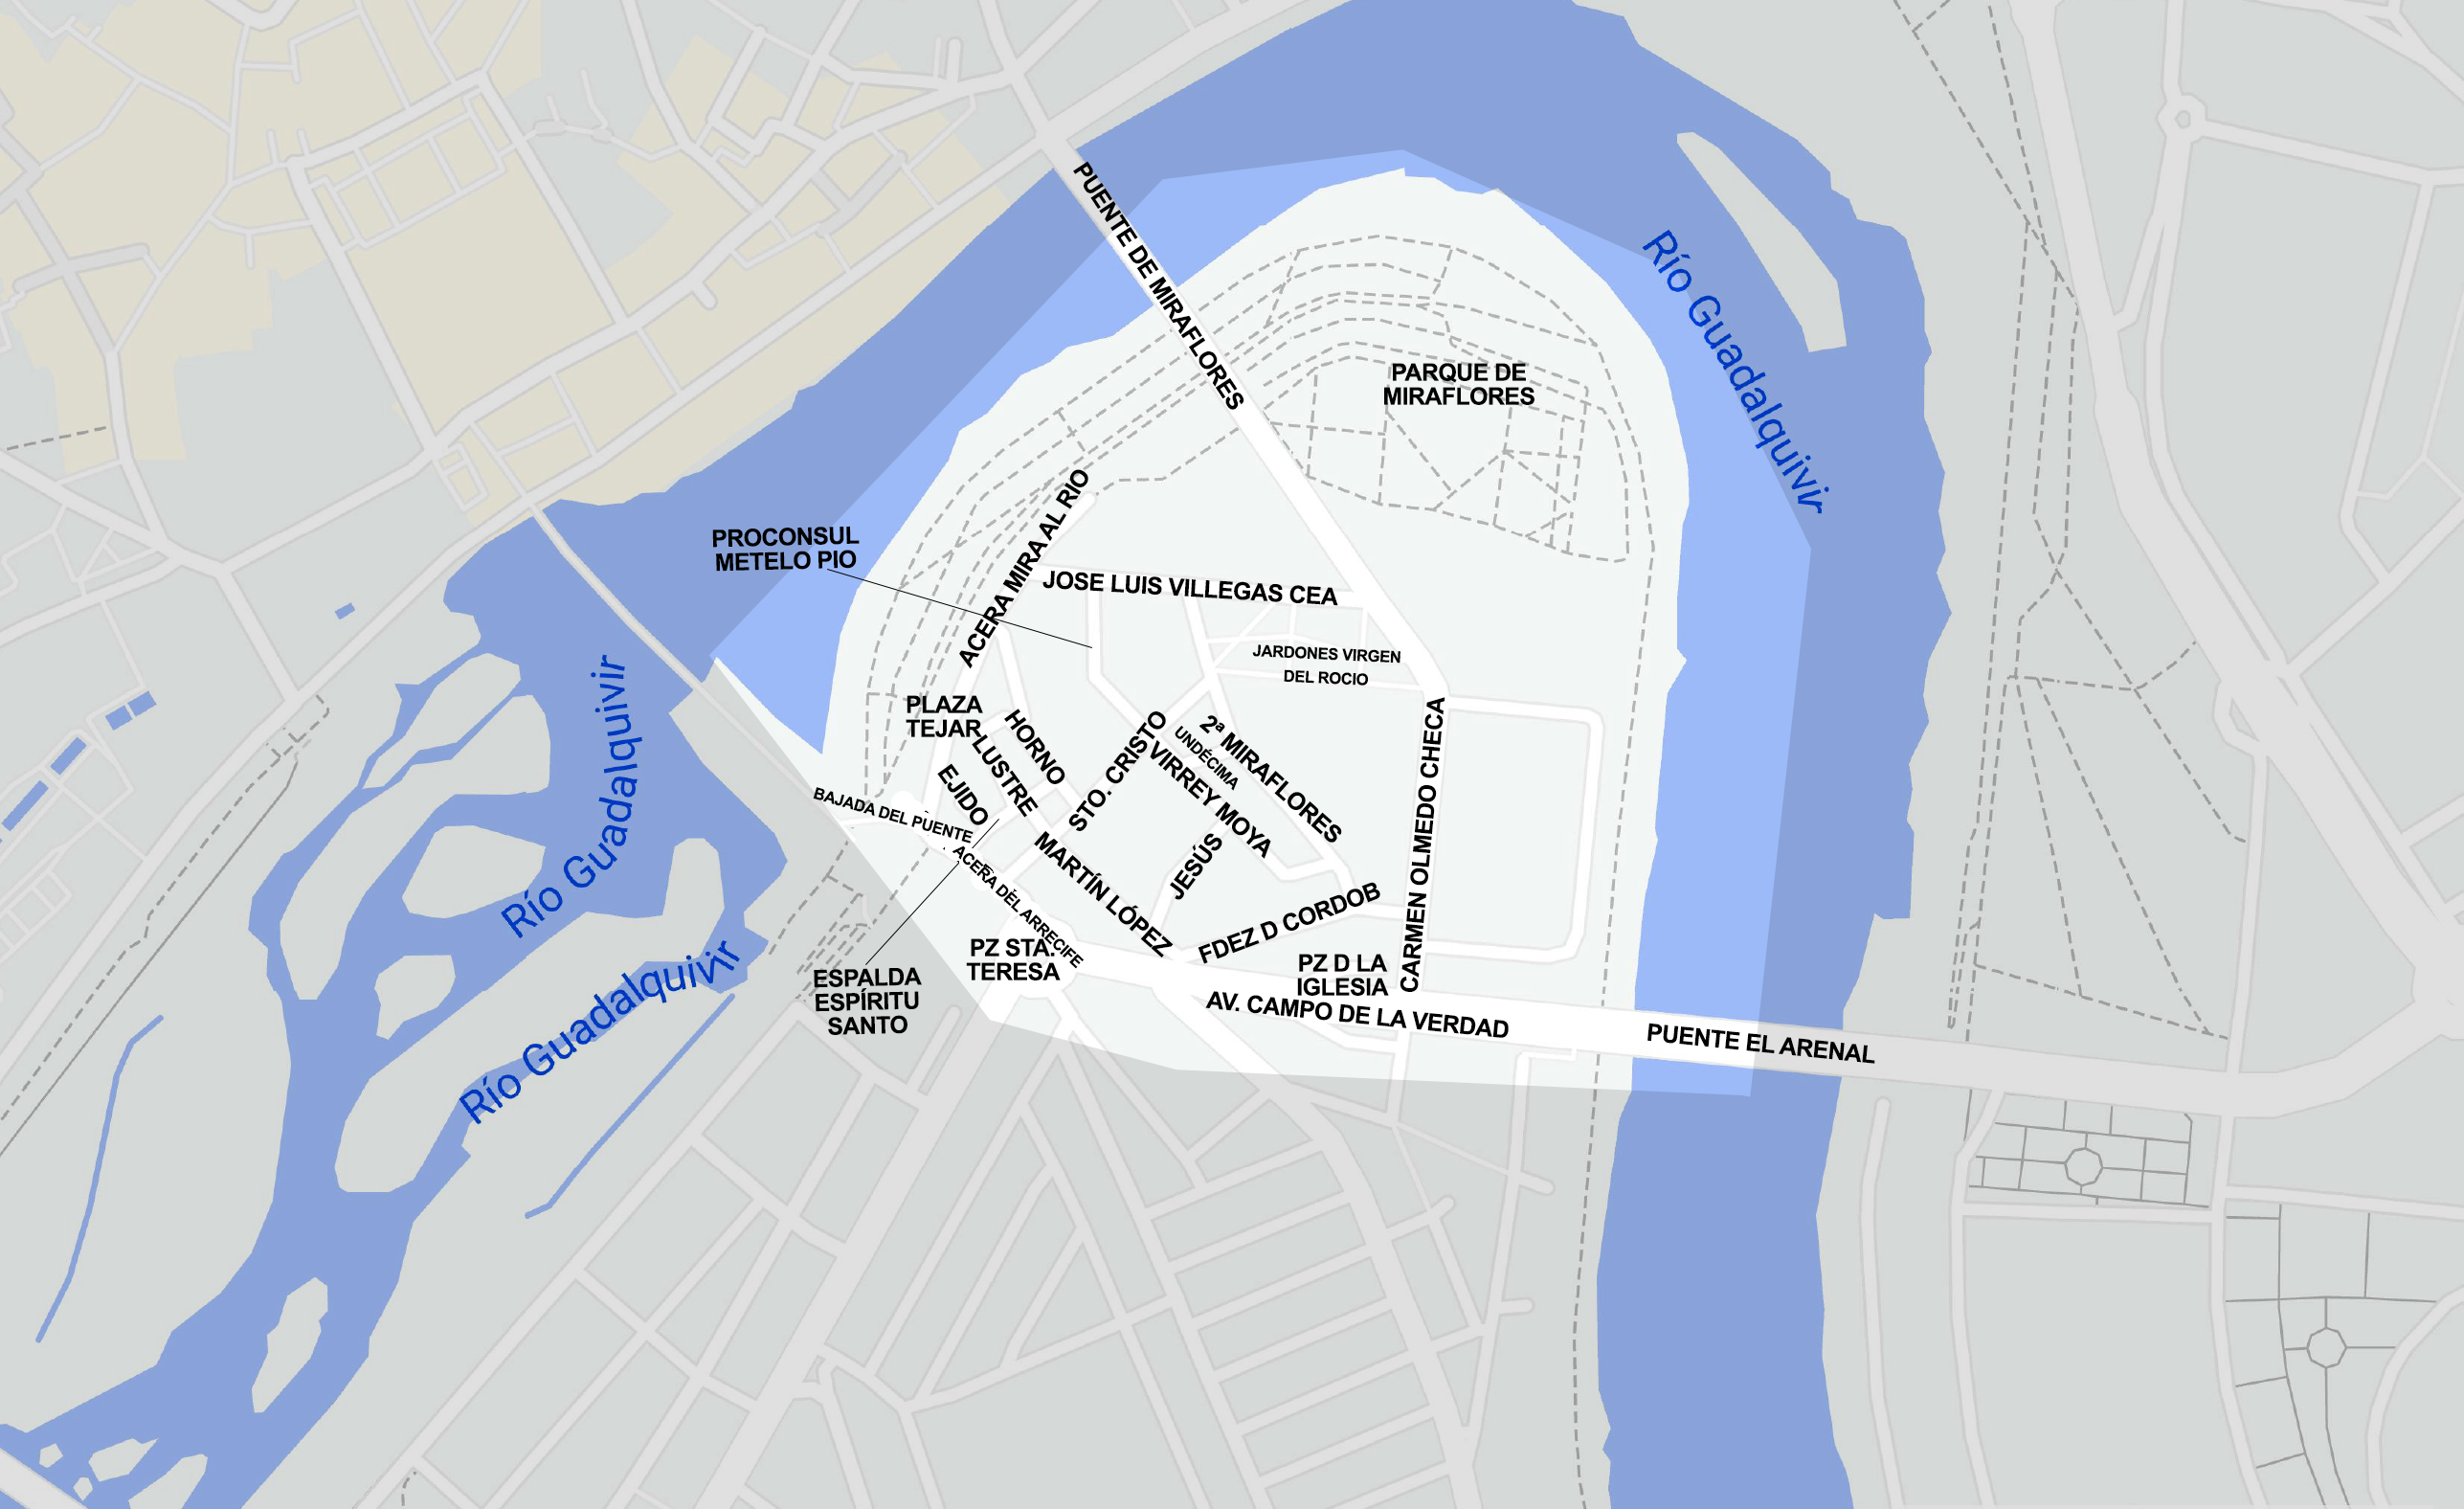 PUENTE DE MIRAFLORES
Río Guadalquivir
PARQUE DE
MIRAFLORES
ACERA MIRA AL RIO
PROCONSUL
METELO PIO
JOSE LUIS VILLEGAS CEA
JARDONES VIRGEN
DEL ROCIO
Río Guadalquivir
PLAZA
TEJAR
HORNO
LUSTRE
EJIDO
STO. CRISTO
UNDÉCIMA
2ª MIRAFLORES
VIRREY MOYA
CARMEN OLMEDO CHECA
BAJADA DEL PUENTE
ACERA DEL ARRECIFE
MARTÍN LÓPEZ
JESÚS
FDEZ D CORDOB
Río Guadalquivir
PZ STA.
TERESA
ESPALDA
ESPÍRITU
SANTO
PZ D LA
IGLESIA
AV. CAMPO DE LA VERDAD
PUENTE EL ARENAL